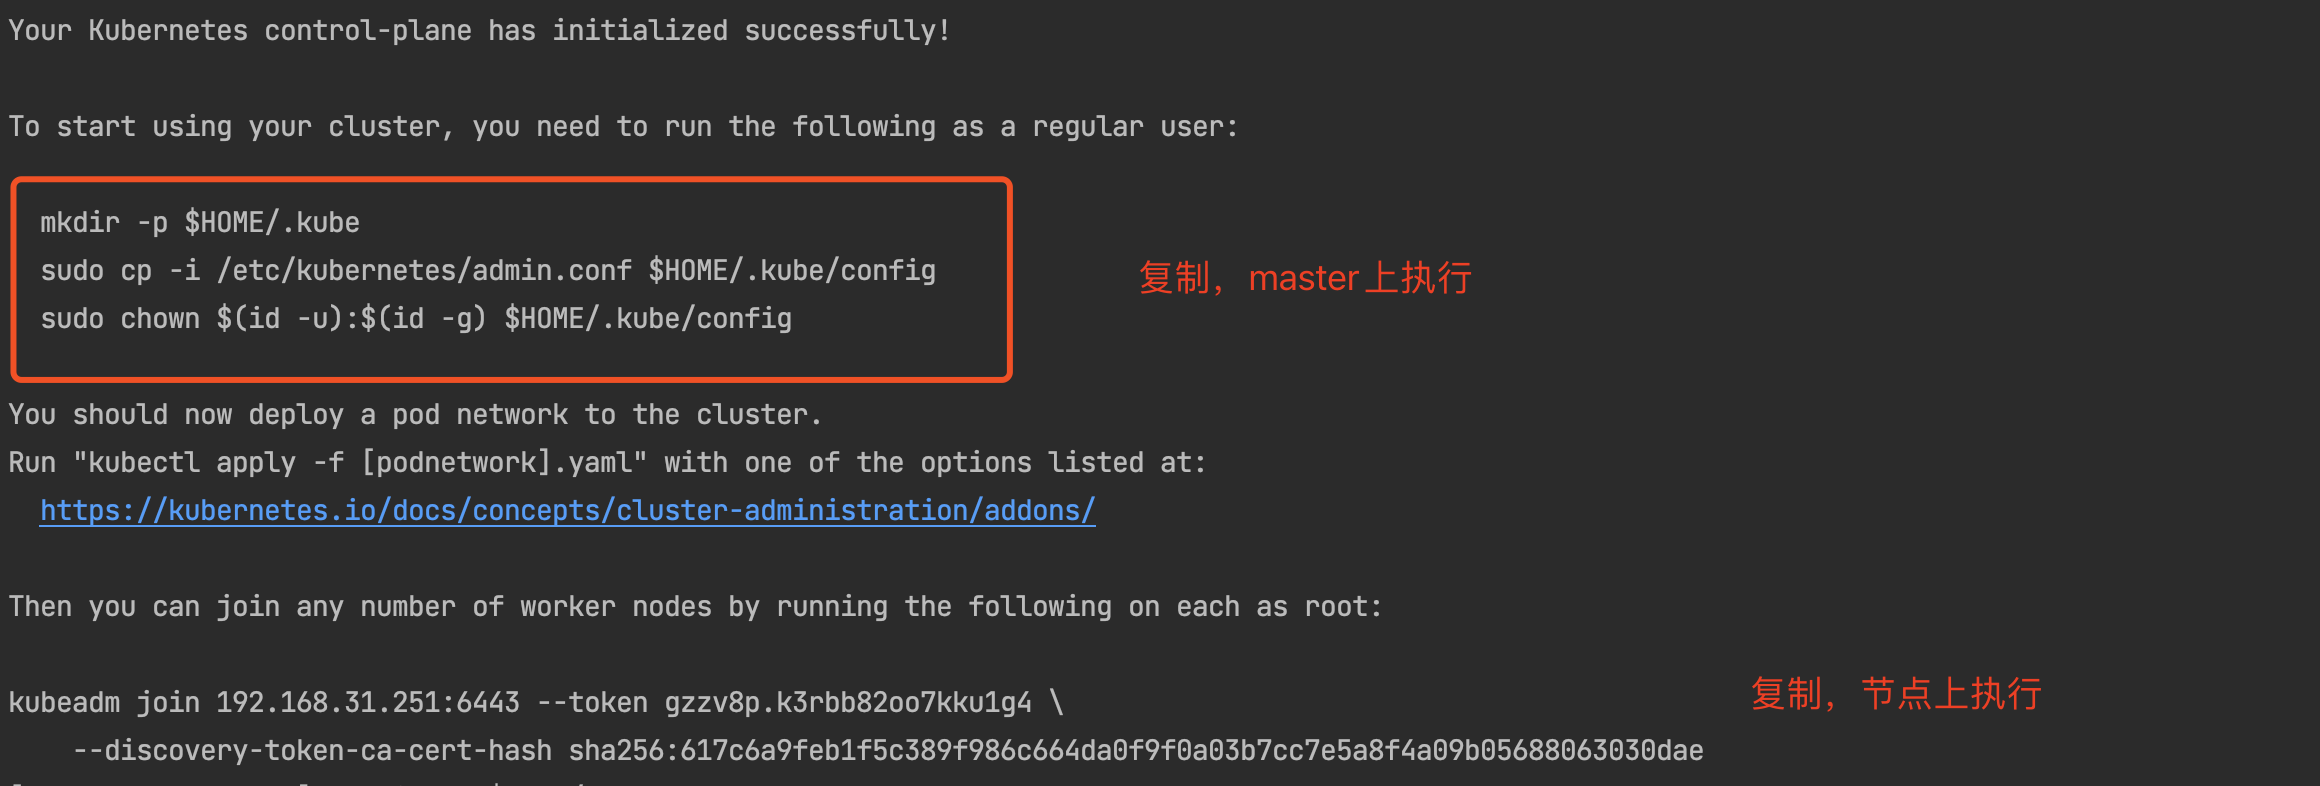 Your Kubernetes control-plane has initialized successfully!
To start using your cluster, you need to run the following as a regular user:
mkdir -p $HOME/.kube
sudo cp -i /etc/kubernetes/admin.conf $HOME/.kube/config
复制，master上执行
sudo chown $(id -u):$(id -g) $HOME/.kube/config
You should now deploy a pod network to the cluster.
Run "kubectl apply -f [podnetwork].yaml" with one of the options listed at:
https://kubernetes.io/docs/concepts/cluster-administration/addons/
Then you can join any number of worker nodes by running the following on each as root:
kubeadm join 192.168.31.251:6443 --token gzzv8p.k3rbb82oo7kku1g4 \
复制，节点上执行
--discovery-token-ca-cert-hash sha256:617c6a9feb1f5c389f986c664da0f9f0a03b7cc7e5a8f4a09b05688063030dae